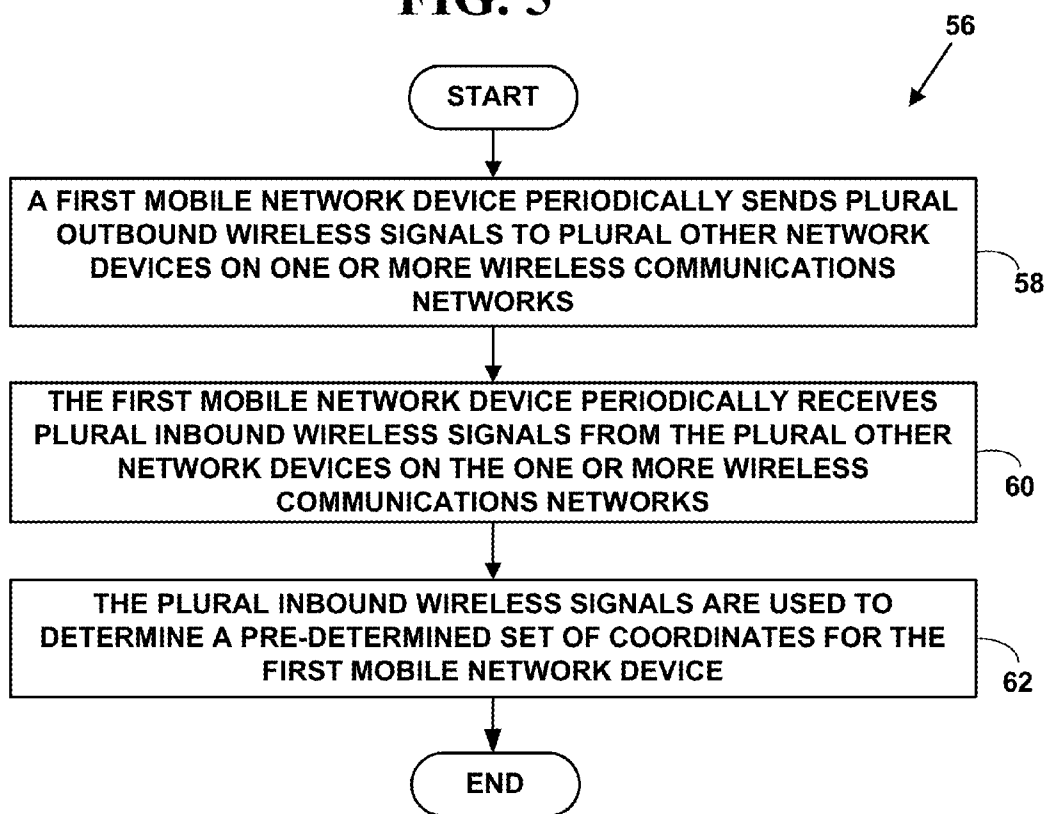 FIG.
56
START
A FIRST MOBILE NETWORK DEVICE PERIODICALLY SENDS PLURAL
OUTBOUND WIRELESS SIGNALS TO PLURAL OTHER NETWORK
DEVICES ON ONE OR MORE WIRELESS COMMUNICATIONS
NETWORKS
58
THE FIRST MOBILE NETWORK DEVICE PERIODICALLY RECEIVES
PLURAL INBOUND WIRELESS SIGNALS FROM THE PLURAL OTHER
NETWORK DEVICES ON THE ONE OR MORE WIRELESS
COMMUNICATIONS NETWORKS
60
THE PLURAL INBOUND WIRELESS SIGNALS ARE USED TO
DETERMINE A PRE-DETERMINED SET OF COORDINATES FOR THE
FIRST MOBILE NETWORK DEVICE
62
END